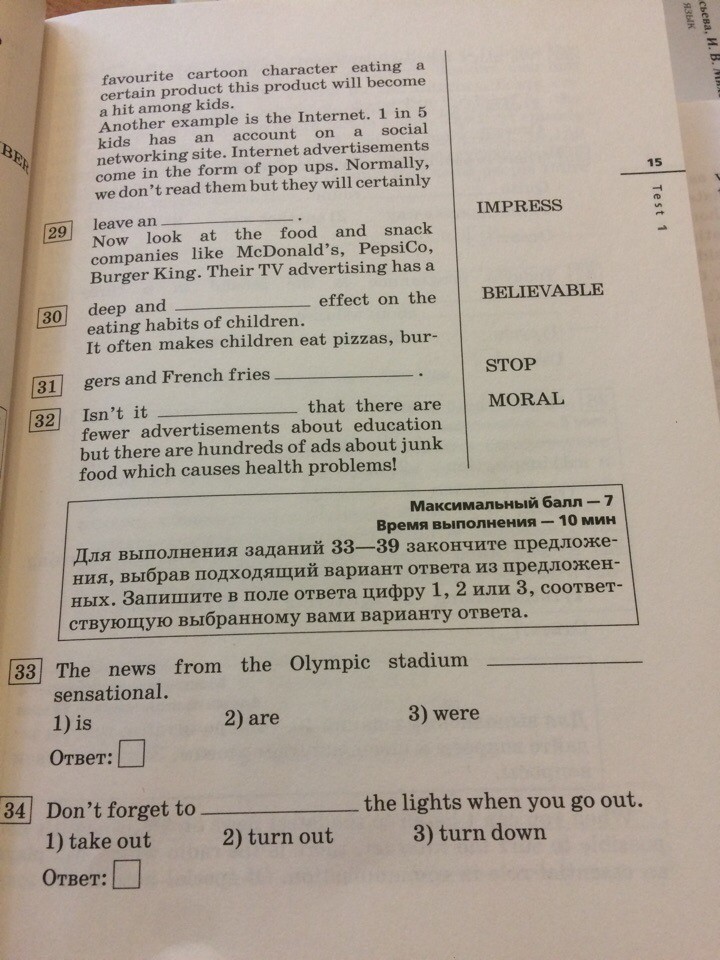 favourite cartoon character eating a
certain product this product will become
a hit among kids.
Another example is the Internet. 1 in 5
kids has an account on a social
networking site. Internet advertisements
come in the form of pop ups. Normally,
we don't read them but they will certainly
29 leave an ____________ . IMPRESS
Now look at the food and snack
companies like McDonald's, PepsiCo,
Burger King. Their TV advertising has a
30 deep and ____________ effect on the BELIEVABLE
eating habits of children.
It often makes children eat pizzas, bur-
31 gers and French fries ____________ . STOP
32 Isn't it ____________ that there are MORAL
fewer advertisements about education
but there are hundreds of ads about junk
food which causes health problems!
15
Test 1
Максимальный балл — 7
Время выполнения — 10 мин
Для выполнения заданий 33—39 закончите предложе-
ния, выбрав подходящий вариант ответа из предложен-
ных. Запишите в поле ответа цифру 1, 2 или 3, соответ-
ствующую выбранному вами варианту ответа.
33 The news from the Olympic stadium ____________
sensational.
1) is 2) are 3) were
Ответ:
34 Don't forget to ____________ the lights when you go out.
1) take out 2) turn out 3) turn down
Ответ: